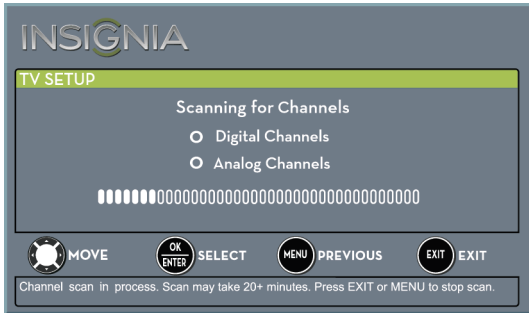 INSIGNIA
TV SETUP
Scanning for Channels
Digital Channels
Analog Channels
MOVE OK ENTER SELECT MENU PREVIOUS EXIT EXIT
Channel scan in process. Scan may take 20+ minutes. Press EXIT or MENU to stop scan.